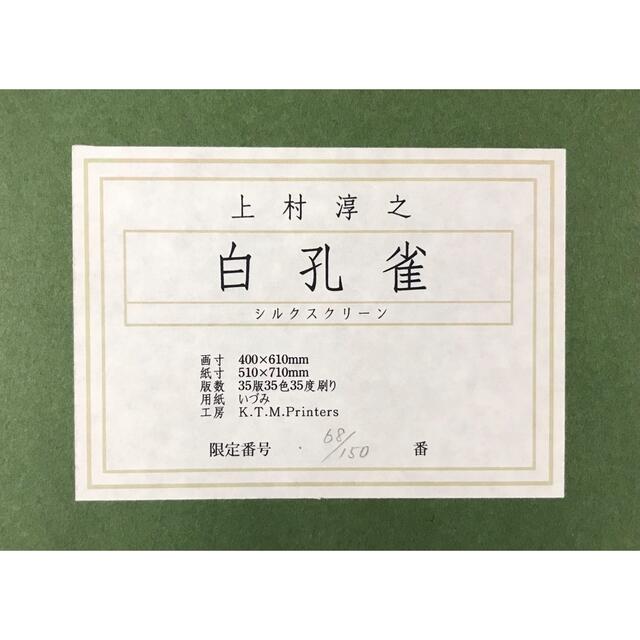 上村淳之
白孔雀
シルクスクリーン
画寸 400×610mm
紙寸 510×710mm
版数 35版35色35度刷り
用紙 いづみ
工房 K.T.M.Printers
限定番号 68/150 番